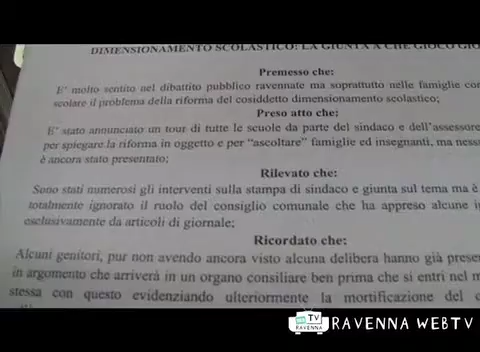 DIMENSIONAMENTO SCOLASTICO: LA GIUNTA A CHE GIOCO
Premesso che:
E' molto sentito nel dibattito pubblico ravennate ma soprattutto nelle famiglie con
scolare il problema della riforma del cosiddetto dimensionamento scolastico;
Preso atto che:
E' stato annunciato un tour di tutte le scuole da parte del sindaco e dell'assessore
per spiegare la riforma in oggetto e per "ascoltare" famiglie ed insegnanti, ma
è ancora stato presentato;
Rilevato che:
Sono stati numerosi gli interventi sulla stampa di sindaco e giunta sul tema ma è
totalmente ignorato il ruolo del consiglio comunale che ha appreso alcune
esclusivamente da articoli di giornale;
Ricordato che:
Alcuni genitori, pur non avendo ancora visto alcuna delibera hanno già
in argomento che arriverà in un organo consiliare ben prima che si entri nel
stessa con questo evidenziando ulteriormente la mortificazione del
TV
RAVENNA
RAVENNA WEBTV